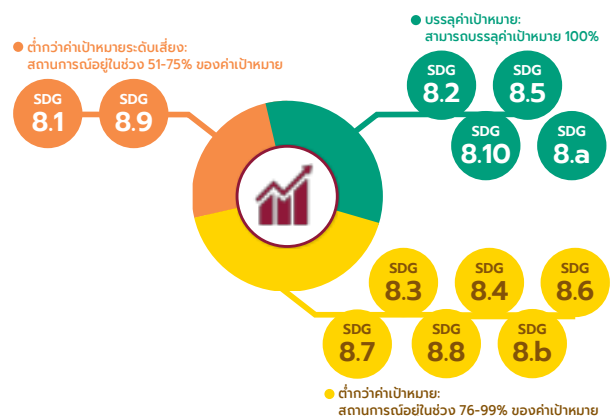 ต่ำกว่าค่าเป้าหมายระดับเสี่ยง:
สถานการณ์อยู่ในช่วง 51-75% ของค่าเป้าหมาย
SDG
8.1
SDG
8.9
บรรลุค่าเป้าหมาย:
สามารถบรรลุค่าเป้าหมาย 100%
SDG
8.2
SDG
8.5
SDG
8.10
SDG
8.a
SDG
8.3
SDG
8.4
SDG
8.6
SDG
8.7
SDG
8.8
SDG
8.b
ต่ำกว่าค่าเป้าหมาย:
สถานการณ์อยู่ในช่วง 76-99% ของค่าเป้าหมาย